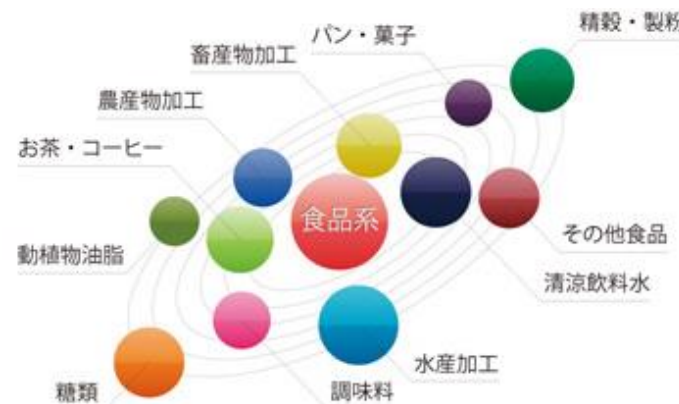 精穀・製粉
パン・菓子
畜産物加工
農産物加工
お茶・コーヒー
食品系
その他食品
動植物油脂
清涼飲料水
水産加工
糖類
調味料